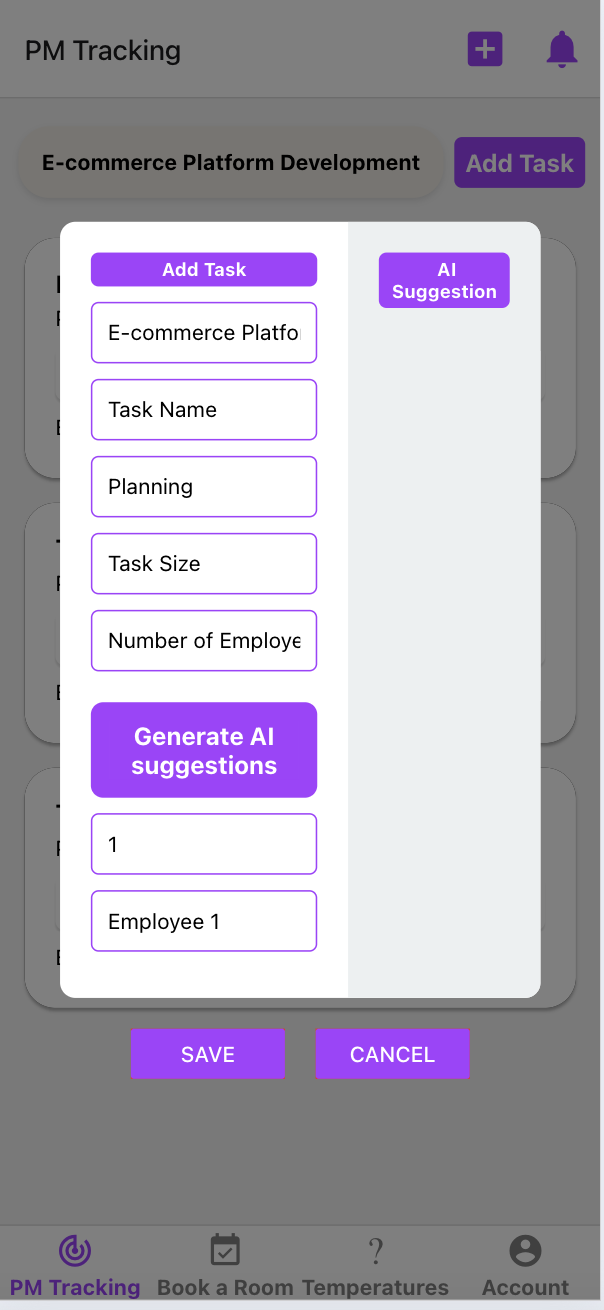 PM Tracking
E-commerce Platform Development
Add Task
Add Task
E-commerce Platfo
Task Name
Planning
Task Size
Number of Employe
Generate AI
suggestions
1
Employee 1
AI
Suggestion
SAVE
CANCEL
PM Tracking
Book a Room
Temperatures
Account